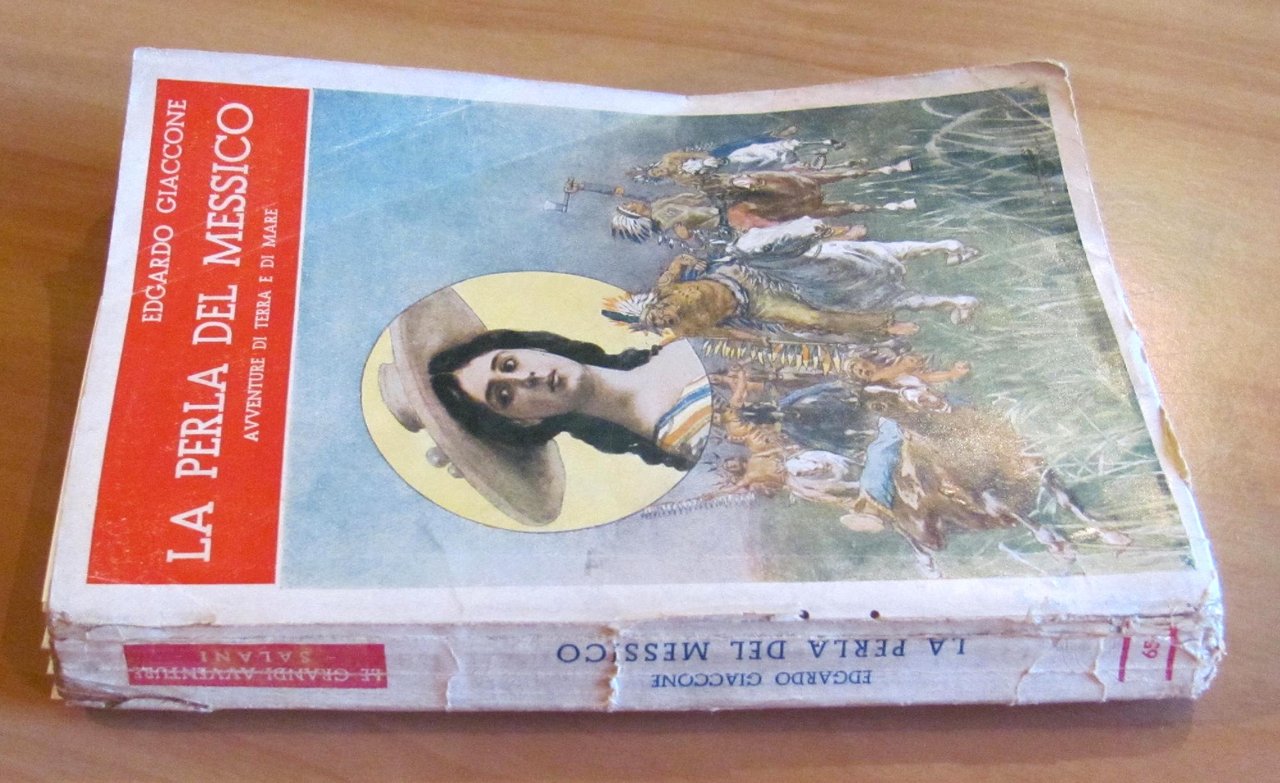 EDGARDO GIACCONE
LA PERLA DEL MESSICO
AVVENTURE DI TERRA E DI MARE
LE GRANDI AVVENTURE
- SALANI -
EDGARDO GIACCONE
LA PERLA DEL MESSICO
39